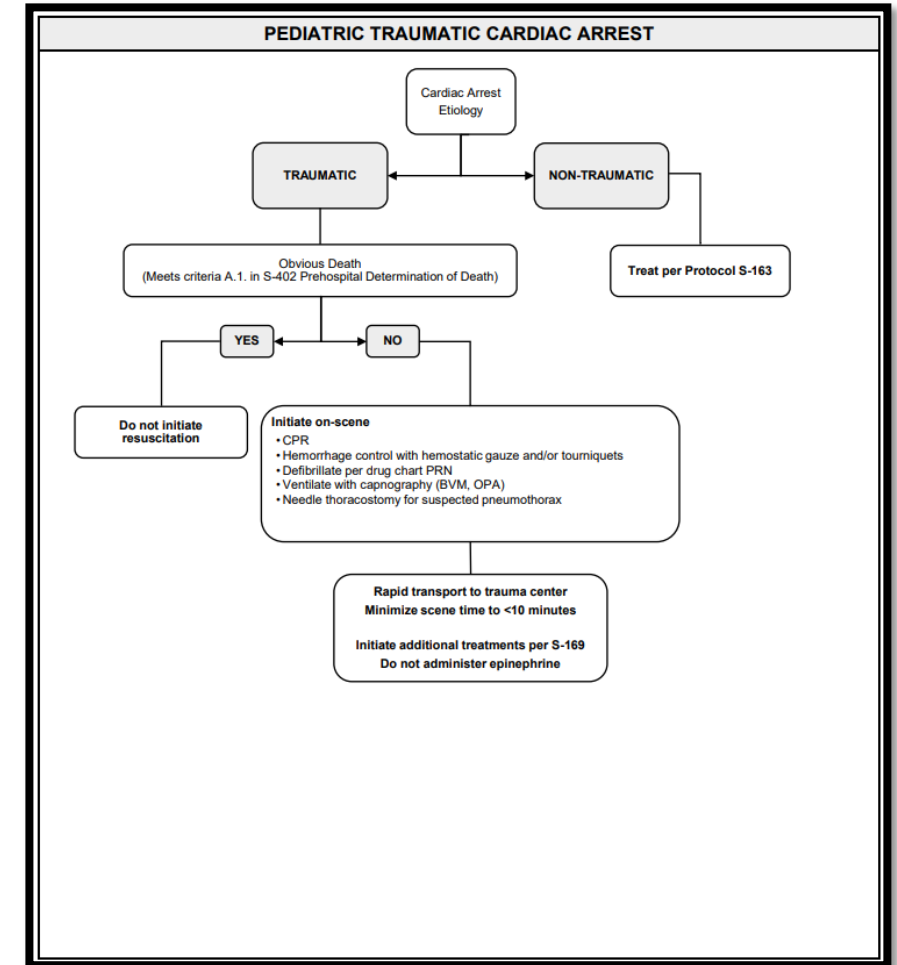 PEDIATRIC TRAUMATIC CARDIAC ARREST
Cardiac Arrest
Etiology
TRAUMATIC
NON-TRAUMATIC
Obvious Death
(Meets criteria A.1. in S-402 Prehospital Determination of Death)
Treat per Protocol S-163
YES
NO
Do not initiate
resuscitation
Initiate on-scene
• CPR
• Hemorrhage control with hemostatic gauze and/or tourniquets
• Defibrillate per drug chart PRN
• Ventilate with capnography (BVM, OPA)
• Needle thoracostomy for suspected pneumothorax
Rapid transport to trauma center
Minimize scene time to <10 minutes
Initiate additional treatments per S-169
Do not administer epinephrine